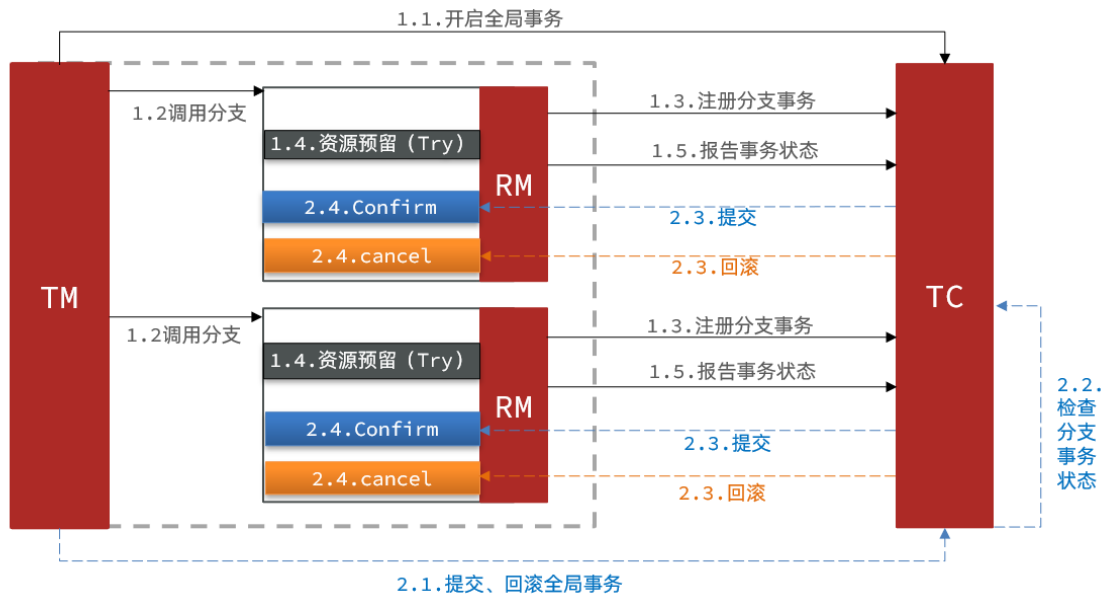 1.1.开启全局事务
1.2调用分支
1.3.注册分支事务
1.4.资源预留（Try）
1.5.报告事务状态
RM
2.4.Confirm
2.3.提交
2.4.cancel
2.3.回滚
TM
TC
1.2调用分支
1.3.注册分支事务
1.4.资源预留（Try）
1.5.报告事务状态
RM
2.4.Confirm
2.3.提交
2.4.cancel
2.3.回滚
2.2.
检查
分支
事务
状态
2.1.提交、回滚全局事务